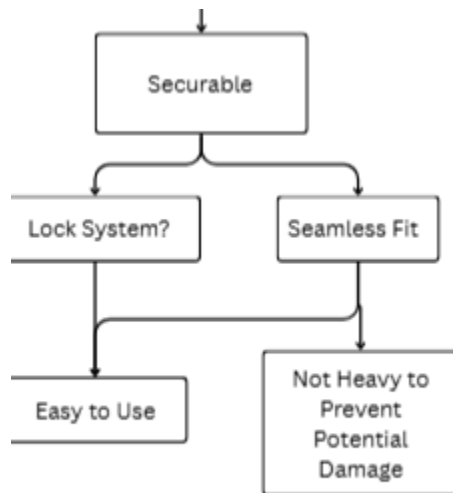 Securable
Lock System?
Seamless Fit
Easy to Use
Not Heavy to
Prevent
Potential
Damage